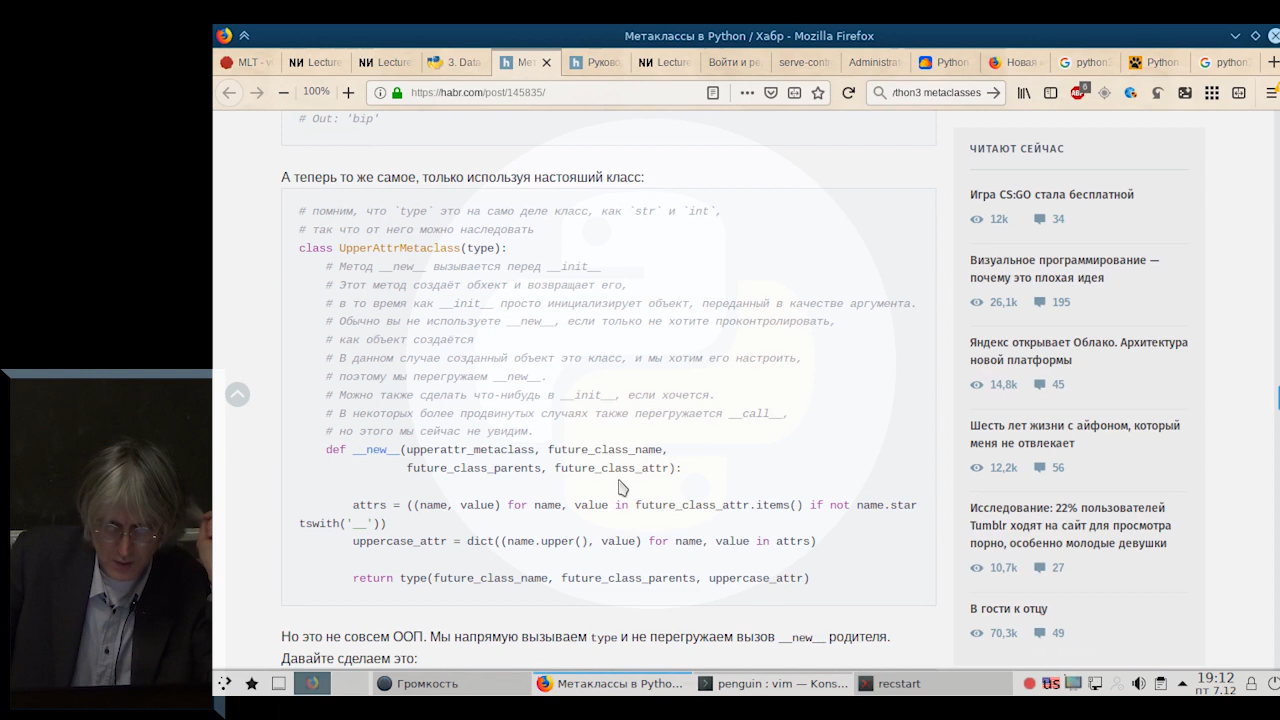 Метаклассы в Python / Хабр - Mozilla Firefox
MLT - v
Lecture
Lecture
3. Data
Ме
Руково
Lecture
Войти и ре
serve-cont
Administra
Python
Новая
python
Python
python
100%
https://habr.com/post/145835/
/thon3 metaclasses
6
# Out: 'bip'
А теперь то же самое, только используя настояший класс:
# помним, что `type` это на само деле класс, как `str` и `int`,
# так что от него можно наследовать
class UpperAttrMetaclass(type):
# Метод __new__ вызывается перед __init__
# Этот метод создаёт обхект и возвращает его,
# в то время как __init__ просто инициализирует объект, переданный в качестве аргумента.
# Обычно вы не используете __new__, если только не хотите проконтролировать,
# как объект создаётся
# В данном случае созданный объект это класс, и мы хотим его настроить,
# поэтому мы перегружаем __new__.
# Можно также сделать что-нибудь в __init__, если хочется.
# В некоторых более продвинутых случаях также перегружается __call__,
# но этого мы сейчас не увидим.
def __new__(upperattr_metaclass, future_class_name,
future_class_parents, future_class_attr):
attrs = ((name, value) for name, value in future_class_attr.items() if not name.star
tswith('__'))
uppercase_attr = dict((name.upper(), value) for name, value in attrs)
return type(future_class_name, future_class_parents, uppercase_attr)
Но это не совсем ООП. Мы напрямую вызываем type и не перегружаем вызов __new__ родителя.
Давайте сделаем это:
ЧИТАЮТ СЕЙЧАС
Игра CS:GO стала бесплатной
12k 34
Визуальное программирование —
почему это плохая идея
26,1k 195
Яндекс открывает Облако. Архитектура
новой платформы
14,8k 45
Шесть лет жизни с айфоном, который
меня не отвлекает
12,2k 56
Исследование: 22% пользователей
Tumblr ходят на сайт для просмотра
порно, особенно молодые девушки
10,7k 27
В гости к отцу
70,3k 49
Громкость
Метаклассы в Pytho...
penguin : vim — Kons...
recstart
us
19:12
пт 7.12